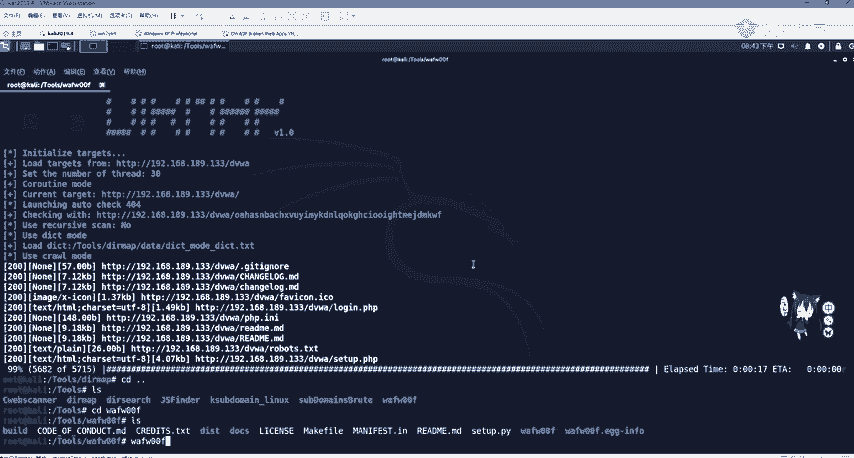 08:43 下午
root@kali: /Tools/wafw00f
文件(F) 动作(A) 编辑(E) 查看(V) 帮助(H)
root@kali: /Tools/wafw00f
v1.0
[*] Initialize targets...
[+] Load targets from: http://192.168.189.133/dvwa
[+] Set the number of thread: 30
[+] Coroutine mode
[+] Current target: http://192.168.189.133/dvwa/
[*] Launching auto check 404
[+] Checking with: http://192.168.189.133/dvwa/
[*] Use recursive scan: No
[*] Use dict mode
[+] Load dict:/Tools/dirmap/data/dict_mode_dict.txt
[*] Use crawl mode
[200][None][57.00b] http://192.168.189.133/dvwa/.gitignore
[200][None][7.12kb] http://192.168.189.133/dvwa/CHANGELOG.md
[200][None][7.12kb] http://192.168.189.133/dvwa/changelog.md
[200][image/x-icon][1.37kb] http://192.168.189.133/dvwa/favicon.ico
[200][text/html;charset=utf-8][1.49kb] http://192.168.189.133/dvwa/login.php
[200][None][148.00b] http://192.168.189.133/dvwa/php.ini
[200][None][9.18kb] http://192.168.189.133/dvwa/readme.md
[200][None][9.18kb] http://192.168.189.133/dvwa/README.md
[200][text/plain][26.00b] http://192.168.189.133/dvwa/robots.txt
[200][text/html;charset=utf-8][4.07kb] http://192.168.189.133/dvwa/setup.php
99% (5682 of 5715) | | Elapsed Time: 0:00:17 ETA: 0:00:00
root@kali:/Tools/dirmap# cd ..
root@kali:/Tools# ls
Cwebscanner dirmap dirsearch JSFinder ksubdomain_linux subDomainsBrute wafw00f
root@kali:/Tools# cd wafw00f
root@kali:/Tools/wafw00f# ls
build CODE_OF_CONDUCT.md CREDITS.txt dist docs LICENSE Makefile MANIFEST.in README.md setup.py wafw00f wafw00f.egg-info
root@kali:/Tools/wafw00f# wafw00f